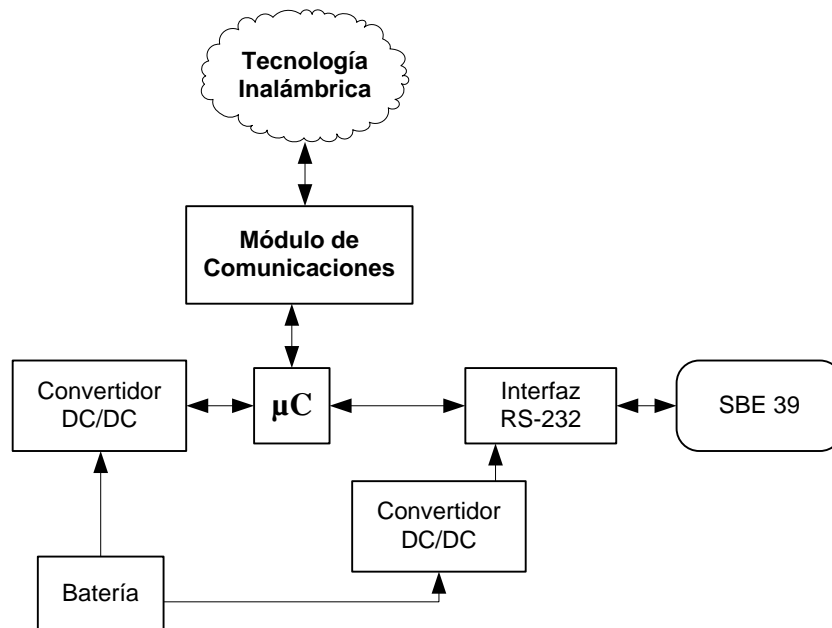 Tecnología
Inalámbrica
Módulo de
Comunicaciones
Convertidor
DC/DC
µC
Interfaz
RS-232
SBE 39
Convertidor
DC/DC
Batería